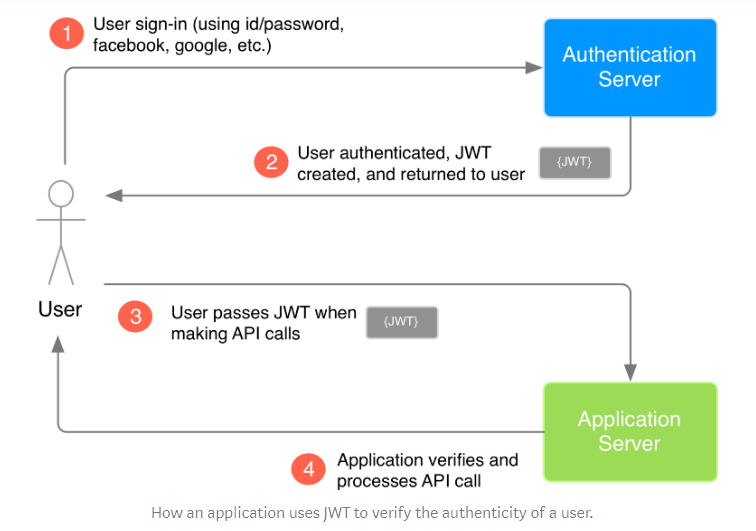 1
User sign-in (using id/password,
facebook, google, etc.)
Authentication
Server
2
User authenticated, JWT
created, and returned to user
{JWT}
User
3
User passes JWT when
making API calls
{JWT}
Application
Server
4
Application verifies and
processes API call
How an application uses JWT to verify the authenticity of a user.